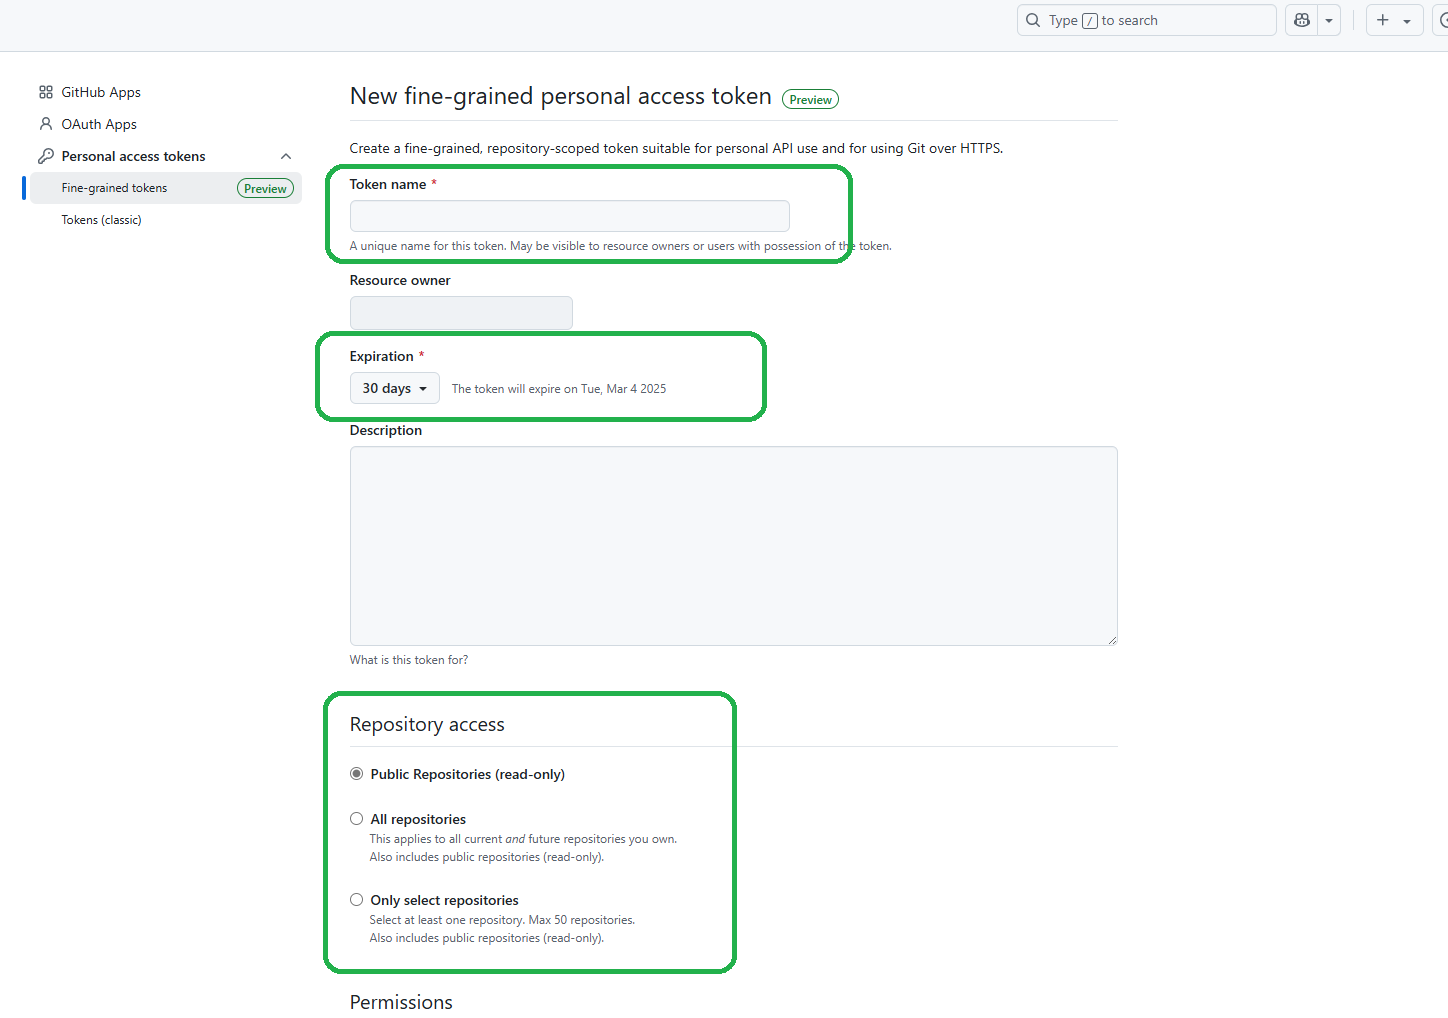 Type / to search
GitHub Apps
OAuth Apps
Personal access tokens
Fine-grained tokens Preview
Tokens (classic)
New fine-grained personal access token Preview
Create a fine-grained, repository-scoped token suitable for personal API use and for using Git over HTTPS.
Token name *
A unique name for this token. May be visible to resource owners or users with possession of the token.
Resource owner
Expiration *
30 days The token will expire on Tue, Mar 4 2025
Description
What is this token for?
Repository access
Public Repositories (read-only)
All repositories
This applies to all current and future repositories you own.
Also includes public repositories (read-only).
Only select repositories
Select at least one repository. Max 50 repositories.
Also includes public repositories (read-only).
Permissions